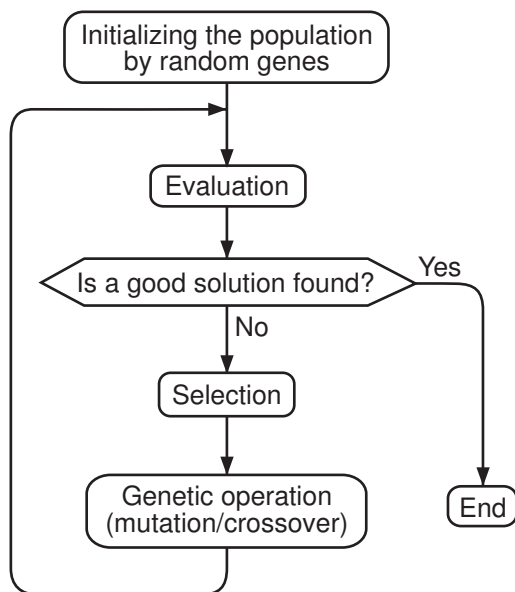 Initializing the population
by random genes
Evaluation
Is a good solution found?
Yes
No
Selection
Genetic operation
(mutation/crossover)
End